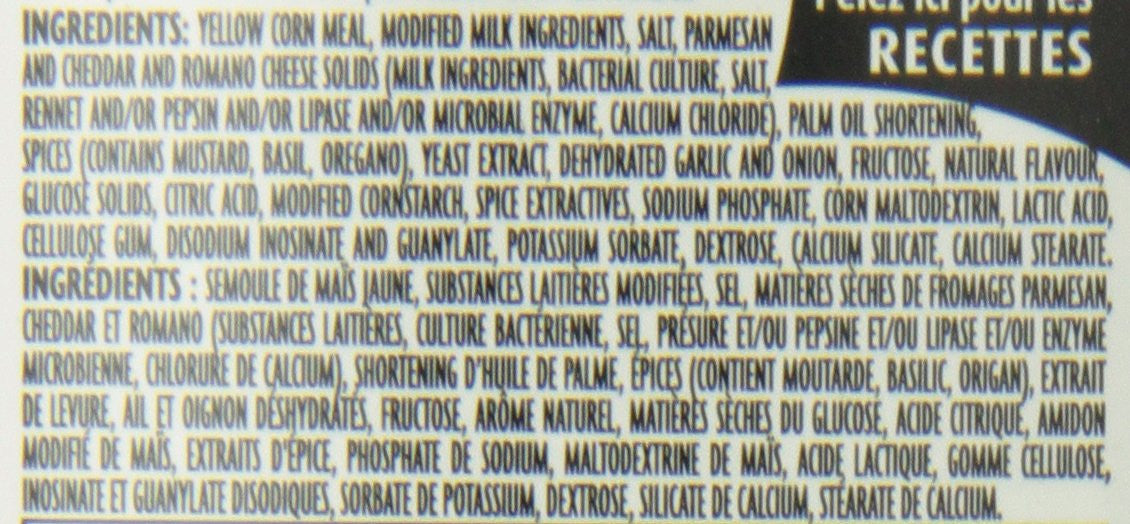 ici pour les
RECETTES
INGREDIENTS: YELLOW CORN MEAL, MODIFIED MILK INGREDIENTS, SALT, PARMESAN
AND CHEDDAR AND ROMANO CHEESE SOLIDS (MILK INGREDIENTS, BACTERIAL CULTURE, SALT,
RENNET AND/OR PEPSIN AND/OR LIPASE AND/OR MICROBIAL ENZYME, CALCIUM CHLORIDE), PALM OIL SHORTENING,
SPICES (CONTAINS MUSTARD, BASIL, OREGANO), YEAST EXTRACT, DEHYDRATED GARLIC AND ONION, FRUCTOSE, NATURAL FLAVOUR,
GLUCOSE SOLIDS, CITRIC ACID, MODIFIED CORNSTARCH, SPICE EXTRACTIVES, SODIUM PHOSPHATE, CORN MALTODEXTRIN, LACTIC ACID,
CELLULOSE GUM, DISODIUM INOSINATE AND GUANYLATE, POTASSIUM SORBATE, DEXTROSE, CALCIUM SILICATE, CALCIUM STEARATE.
INGRÉDIENTS : SEMOULE DE MAÏS JAUNE, SUBSTANCES LAITIÈRES MODIFIÉES, SEL, MATIÈRES SÈCHES DE FROMAGES PARMESAN,
CHEDDAR ET ROMANO (SUBSTANCES LAITIÈRES, CULTURE BACTÉRIENNE, SEL, PRÉSURE ET/OU PEPSINE ET/OU LIPASE ET/OU ENZYME
MICROBIENNE, CHLORURE DE CALCIUM), SHORTENING D'HUILE DE PALME, ÉPICES (CONTIENT MOUTARDE, BASILIC, ORIGAN), EXTRAIT
DE LEVURE, AIL ET OIGNON DÉSHYDRATÉS, FRUCTOSE, ARÔME NATUREL, MATIÈRES SÈCHES DU GLUCOSE, ACIDE CITRIQUE, AMIDON
MODIFIÉ DE MAÏS, EXTRAITS D'ÉPICE, PHOSPHATE DE SODIUM, MALTODEXTRINE DE MAÏS, ACIDE LACTIQUE, GOMME CELLULOSE,
INOSINATE ET GUANYLATE DISODIQUES, SORBATE DE POTASSIUM, DEXTROSE, SILICATE DE CALCIUM, STÉARATE DE CALCIUM.